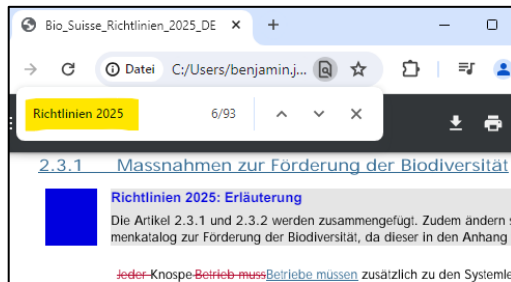 Bio_Suisse_Richtlinien_2025_DE
Datei C:/Users/benjamin.j...
Richtlinien 2025 6/93
2.3.1 Massnahmen zur Förderung der Biodiversität
Richtlinien 2025: Erläuterung
Die Artikel 2.3.1 und 2.3.2 werden zusammengefügt. Zudem ändern
menkatalog zur Förderung der Biodiversität, da dieser in den Anhang
Jeder Knospe Betrieb muss Betriebe müssen zusätzlich zu den